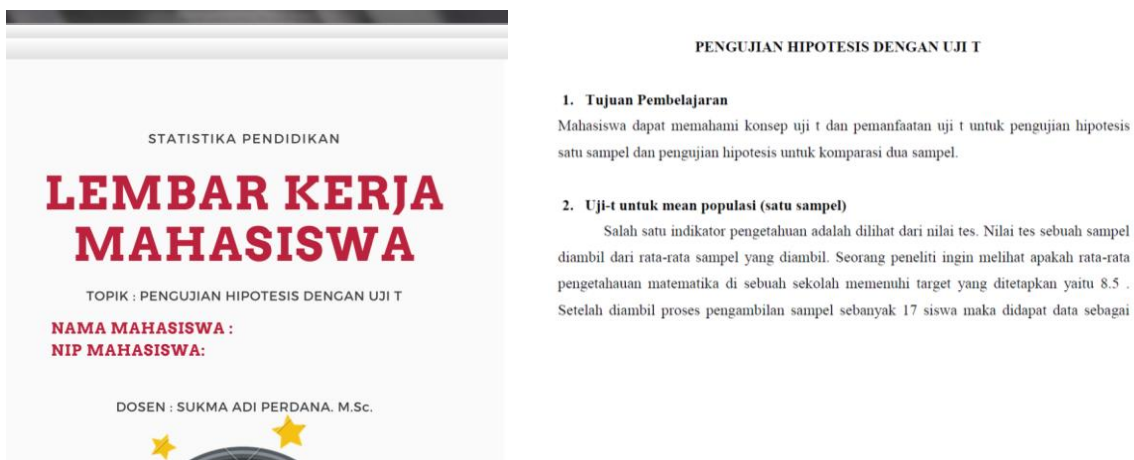 STATISTIKA PENDIDIKAN
LEMBAR KERJA
MAHASISWA
TOPIK : PENGUJIAN HIPOTESIS DENGAN UJI T
NAMA MAHASISWA :
NIP MAHASISWA:
DOSEN : SUKMA ADI PERDANA. M.Sc.
PENGUJIAN HIPOTESIS DENGAN UJI T
1. Tujuan Pembelajaran
Mahasiswa dapat memahami konsep uji t dan pemanfaatan uji t untuk pengujian hipotesis
satu sampel dan pengujian hipotesis untuk komparasi dua sampel.
2. Uji-t untuk mean populasi (satu sampel)
Salah satu indikator pengetahuan adalah dilihat dari nilai tes. Nilai tes sebuah sampel
diambil dari rata-rata sampel yang diambil. Seorang peneliti ingin melihat apakah rata-rata
pengetahauan matematika di sebuah sekolah memenuhi target yang ditetapkan yaitu 8.5 .
Setelah diambil proses pengambilan sampel sebanyak 17 siswa maka didapat data sebagai